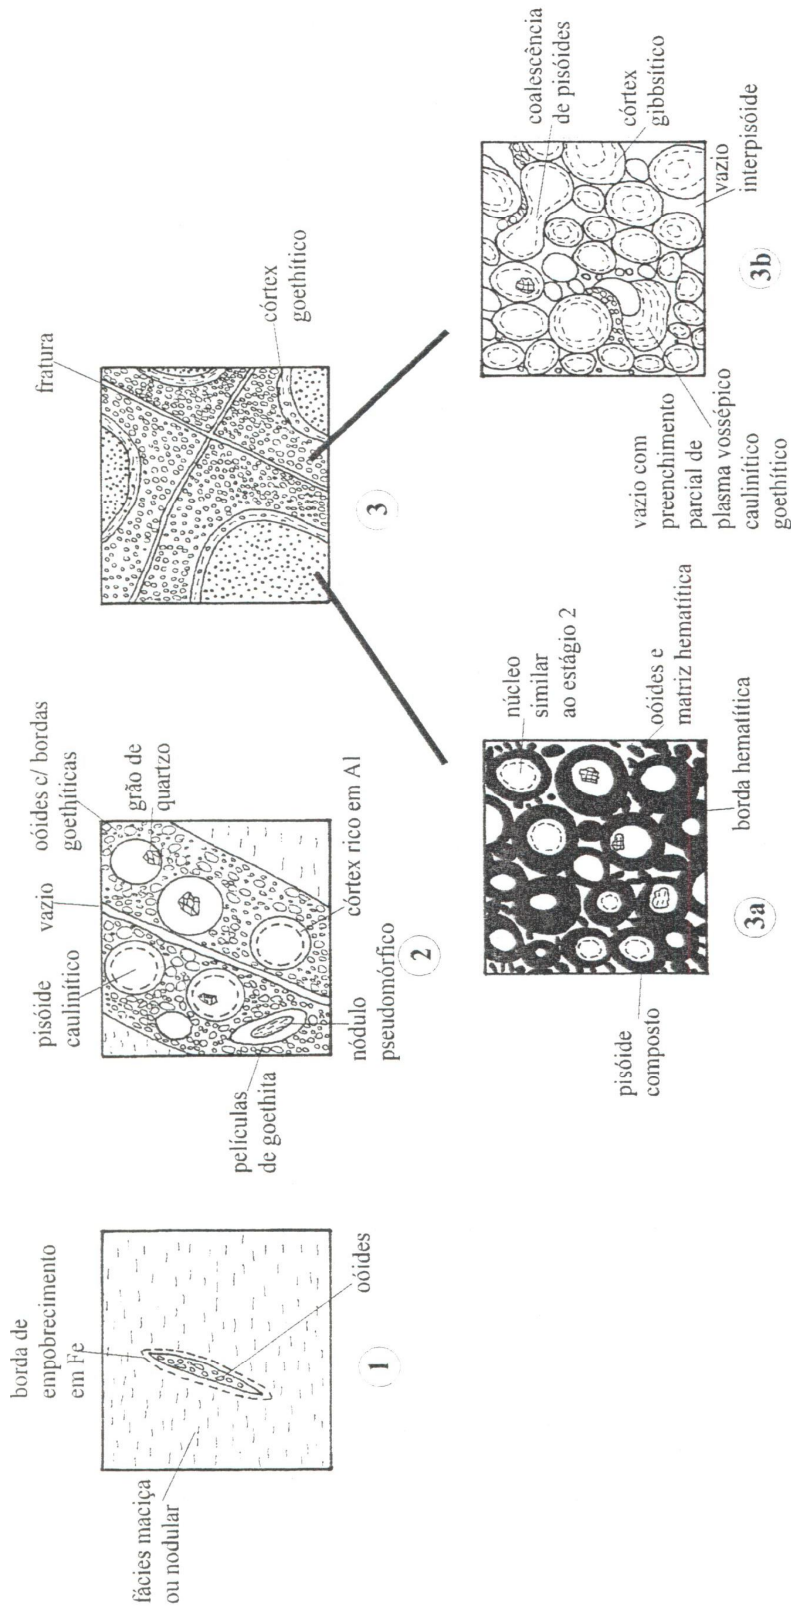 borda de
empobrecimento
em Fe
fácies maciça
ou nodular
oóides
1
pisóide
caulinítico
vazio
oóides c/ bordas
goethíticas
grão de
quartzo
películas
de goethita
nódulo
pseudomórfico
córtex rico em Al
2
fratura
córtex
goethítico
3
núcleo
similar
ao estágio 2
oóides e
matriz hematítica
pisóide
composto
borda hematítica
3a
coalescência
de pisóides
córtex
gibbsítico
vazio
interpisóide
vazio com
preenchimento
parcial de
plasma vossépico
caulinítico
goethítico
3b